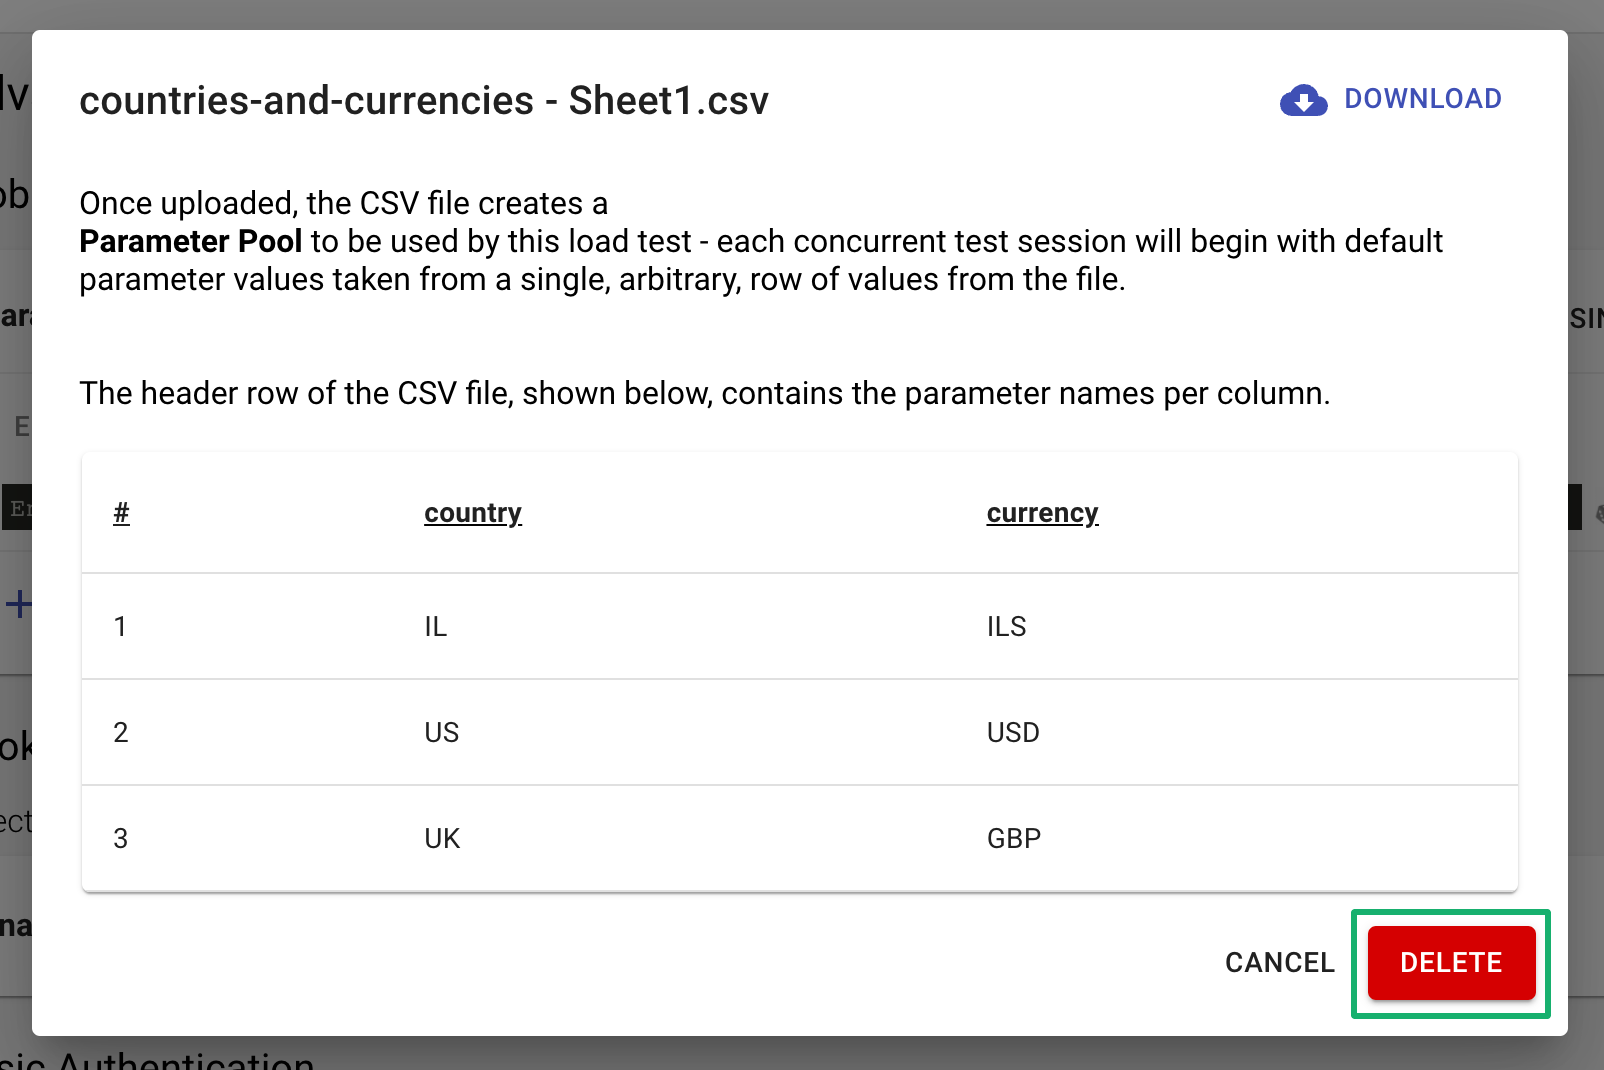 countries-and-currencies - Sheet1.csv
DOWNLOAD
Once uploaded, the CSV file creates a
Parameter Pool to be used by this load test - each concurrent test session will begin with default
parameter values taken from a single, arbitrary, row of values from the file.
The header row of the CSV file, shown below, contains the parameter names per column.
# country currency
1 IL ILS
2 US USD
3 UK GBP
CANCEL DELETE
Authentication